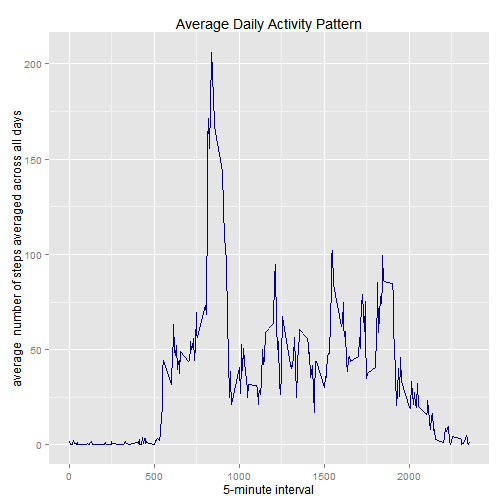 Average Daily Activity Pattern
average  number of steps averaged across all days
200
150
100
50
0
0 500 1000 1500 2000
5-minute interval